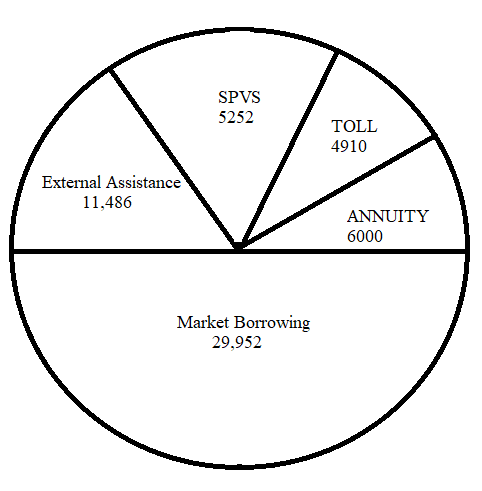 SPVS
5252
TOLL
4910
External Assistance
11,486
ANNUITY
6000
Market Borrowing
29,952